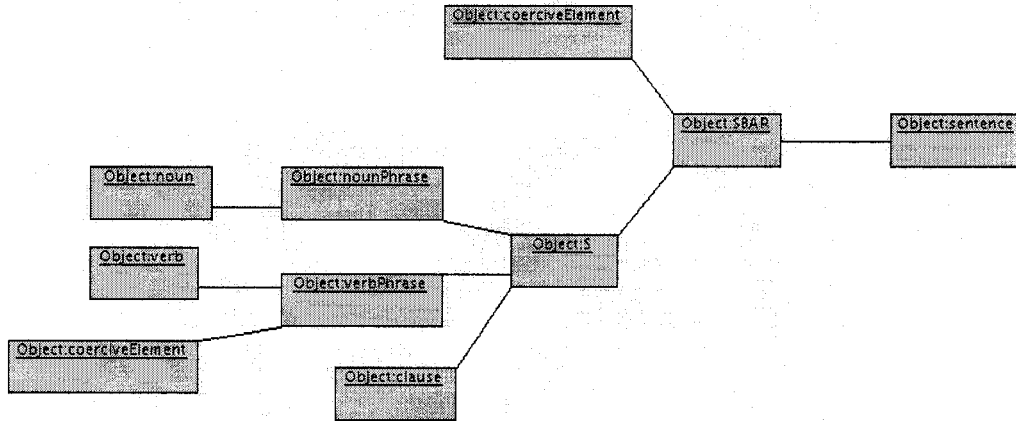 Object:coerciveElement
Object:SBAR
Object:sentence
Object:noun
Object:nounPhrase
Object:S
Object:verb
Object:verbPhrase
Object:coerciveElement
Object:clause